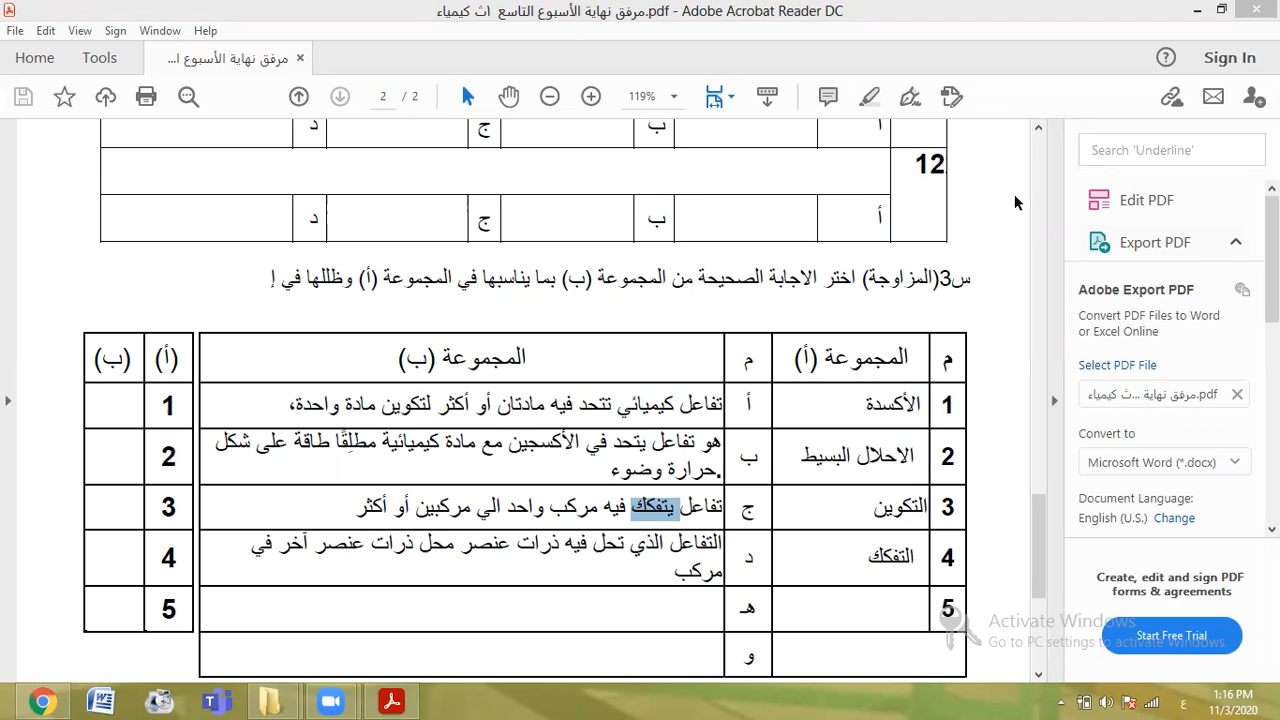 مرفق نهاية الأسبوع التاسع  اث كيمياء.pdf - Adobe Acrobat Reader DC
File Edit View Sign Window Help
Home Tools مرفق نهاية الأسبوع ا... × Sign In
2 / 2 119%
Search 'Underline'
Edit PDF
Export PDF
Adobe Export PDF
Convert PDF Files to Word
or Excel Online
Select PDF File
مرفق نهاية ...ث كيمياء.pdf
Convert to
Microsoft Word (*.docx)
Document Language:
English (U.S.) Change
Create, edit and sign PDF
forms & agreements
Start Free Trial
أ ب ج د
12
أ ب ج د
س3(المزاوجة) اختر الاجابة الصحيحة من المجموعة (ب) بما يناسبها في المجموعة (أ) وظللها في إ
م المجموعة (أ) م المجموعة (ب) (أ) (ب)
1 الأكسدة أ تفاعل كيميائي تتحد فيه مادتان أو أكثر لتكوين مادة واحدة، 1
2 الاحلال البسيط ب هو تفاعل يتحد في الأكسجين مع مادة كيميائية مطلِقًا طاقة على شكل
.حرارة وضوء 2
3 التكوين ج تفاعل يتفكك فيه مركب واحد الي مركبين أو أكثر 3
4 التفكك د التفاعل الذي تحل فيه ذرات عنصر محل ذرات عنصر آخر في
مركب 4
5 هـ 5
و
Activate Windows
Go to PC settings to activate Windows.
1:16 PM
ع
11/3/2020